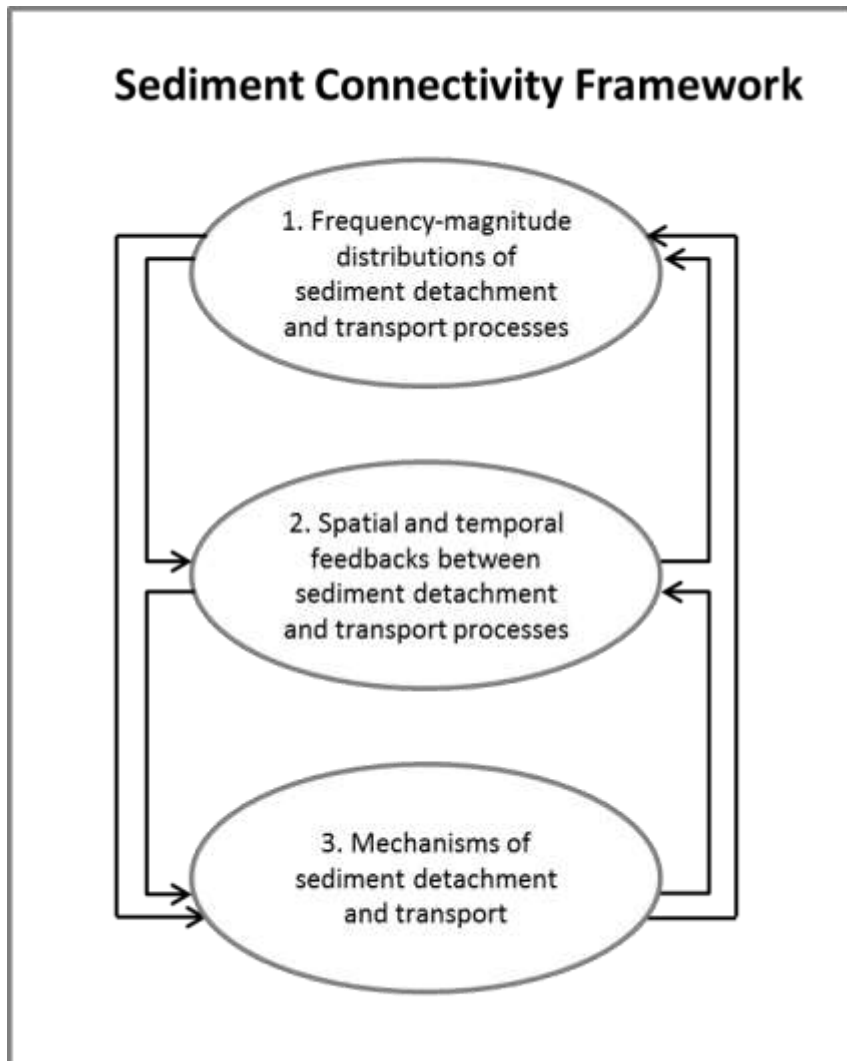 Sediment Connectivity Framework
1. Frequency-magnitude
distributions of
sediment detachment
and transport processes
2. Spatial and temporal
feedbacks between
sediment detachment
and transport processes
3. Mechanisms of
sediment detachment
and transport